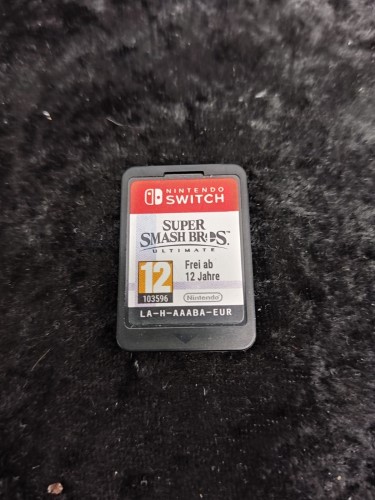 NINTENDO
SWITCH
SUPER
SMASH BROS.
ULTIMATE
12
103596
Frei ab
12 Jahre
Nintendo
LA-H-AAABA-EUR